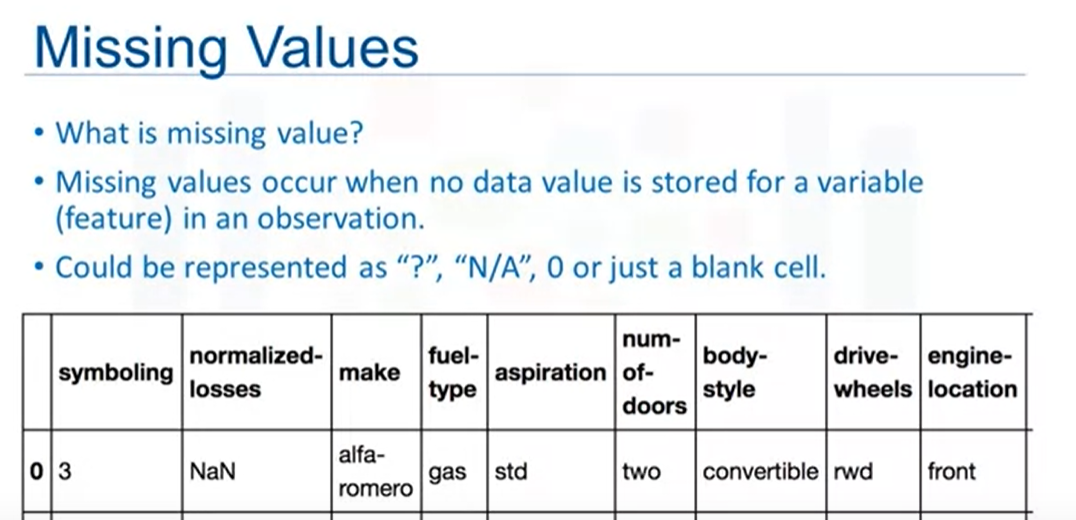 Missing Values
• What is missing value?
• Missing values occur when no data value is stored for a variable
(feature) in an observation.
• Could be represented as “?”, “N/A”, 0 or just a blank cell.
symboling normalized-losses make fuel-type aspiration num-of-doors body-style drive-wheels engine-location
0 3 NaN alfa-romero gas std two convertible rwd front